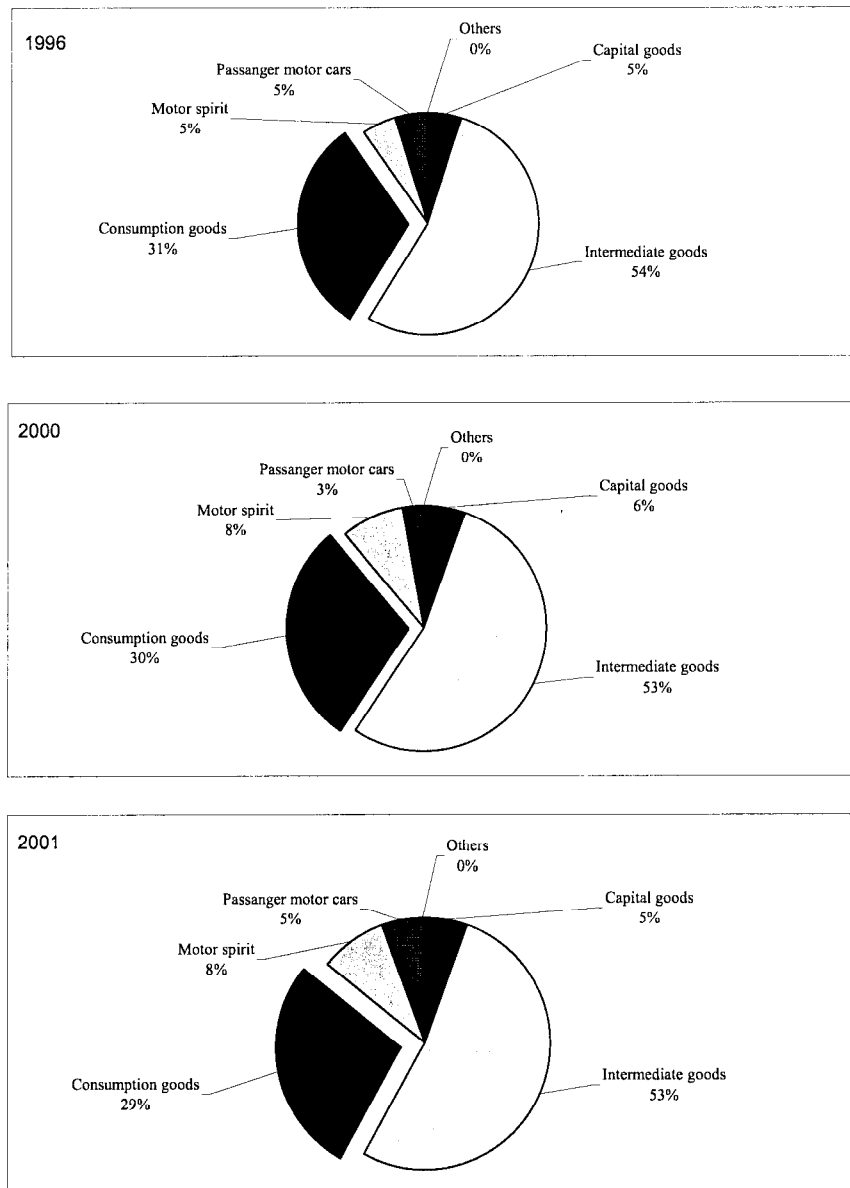 1996
Others
0%
Capital goods
5%
Passanger motor cars
5%
Motor spirit
5%
Consumption goods
31%
Intermediate goods
54%
2000
Others
0%
Passanger motor cars
3%
Capital goods
6%
Motor spirit
8%
Consumption goods
30%
Intermediate goods
53%
2001
Others
0%
Passanger motor cars
5%
Capital goods
5%
Motor spirit
8%
Consumption goods
29%
Intermediate goods
53%